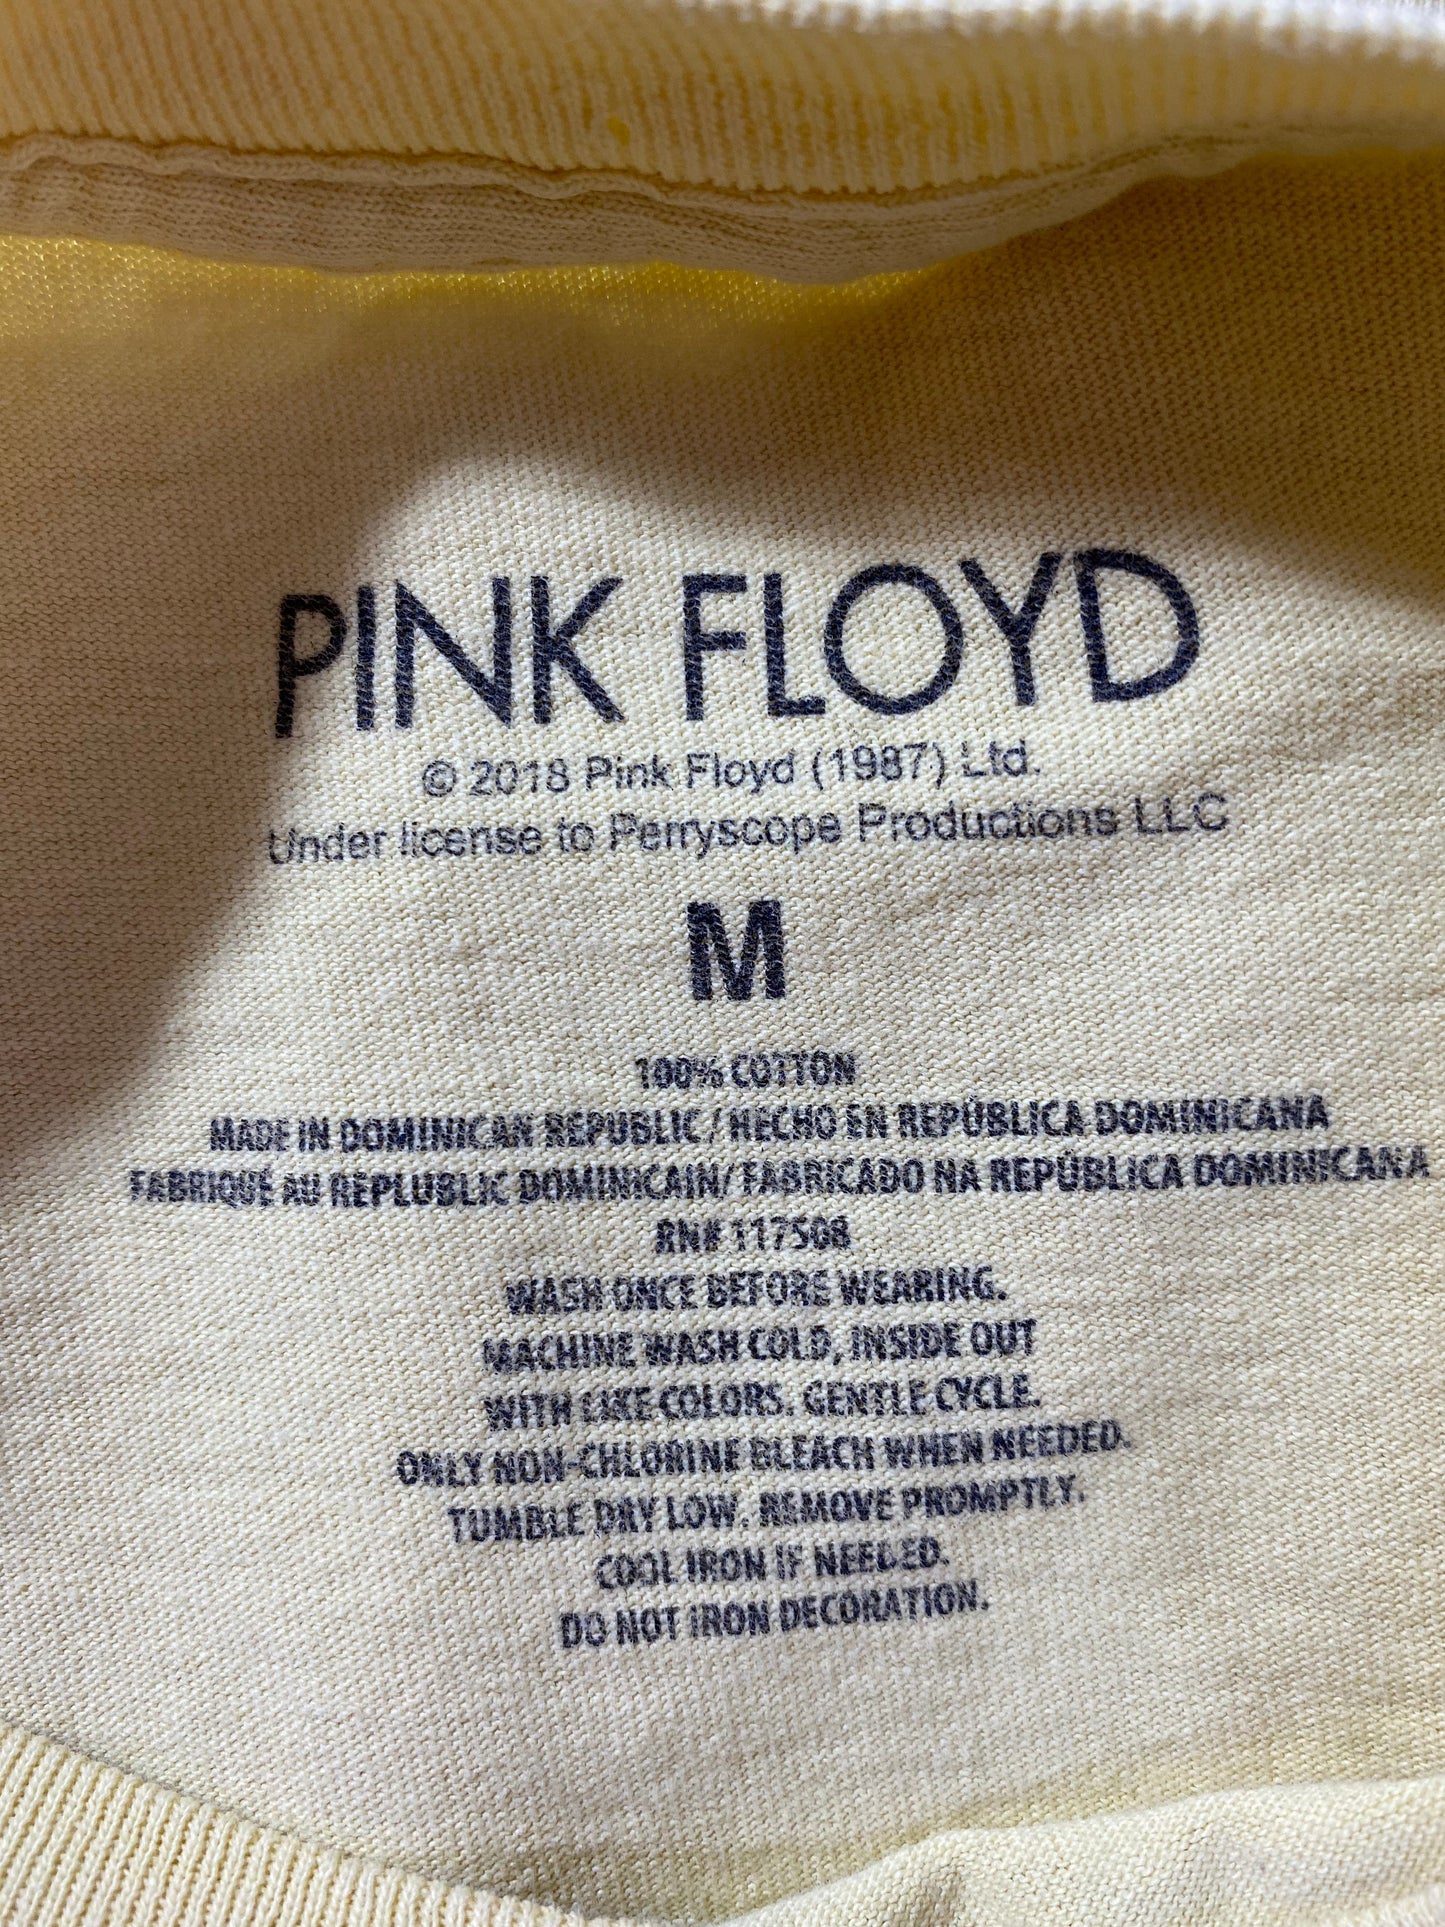 PINK FLOYD
© 2018 Pink Floyd (1987) Ltd.
Under license to Perryscope Productions LLC
M
100% COTTON
MADE IN DOMINICAN REPUBLIC / HECHO EN REPÚBLICA DOMINICANA
FABRIQUÉ AU REPLUBLIC DOMINICAIN/ FABRICADO NA REPÚBLICA DOMINICANA
RN# 117508
WASH ONCE BEFORE WEARING.
MACHINE WASH COLD, INSIDE OUT
WITH LIKE COLORS. GENTLE CYCLE.
ONLY NON-CHLORINE BLEACH WHEN NEEDED.
TUMBLE DRY LOW. REMOVE PROMPTLY.
COOL IRON IF NEEDED.
DO NOT IRON DECORATION.